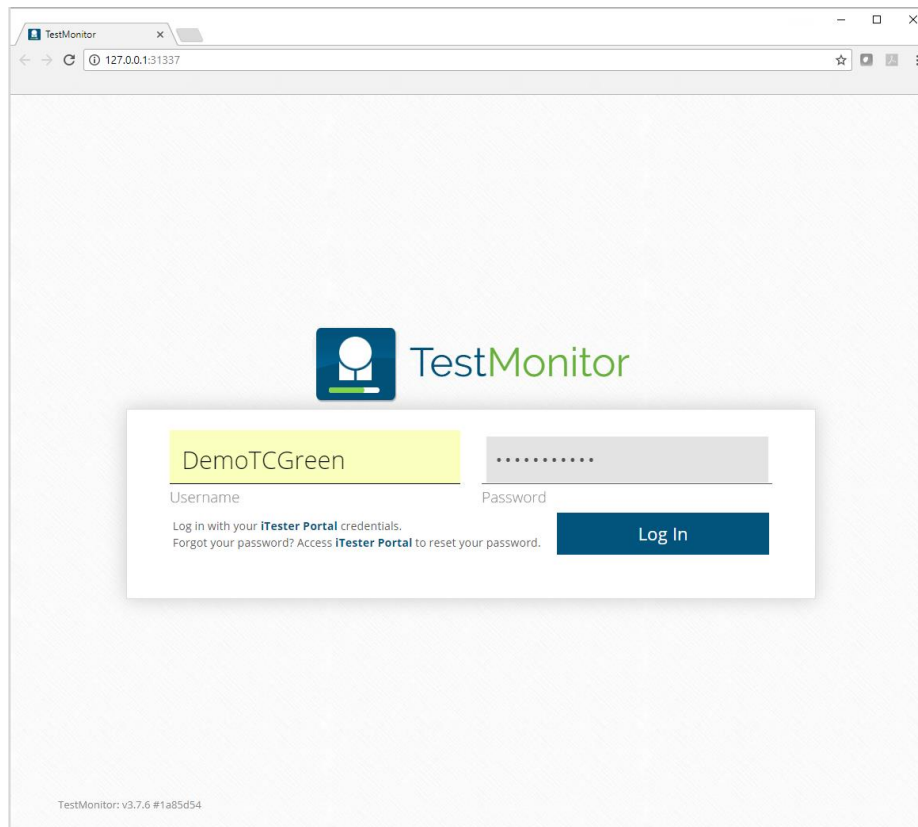 TestMonitor
127.0.0.1:31337
TestMonitor
DemoTCGreen
•••••••••••
Username
Password
Log in with your iTester Portal credentials.
Forgot your password? Access iTester Portal to reset your password.
Log In
TestMonitor: v3.7.6 #1a85d54